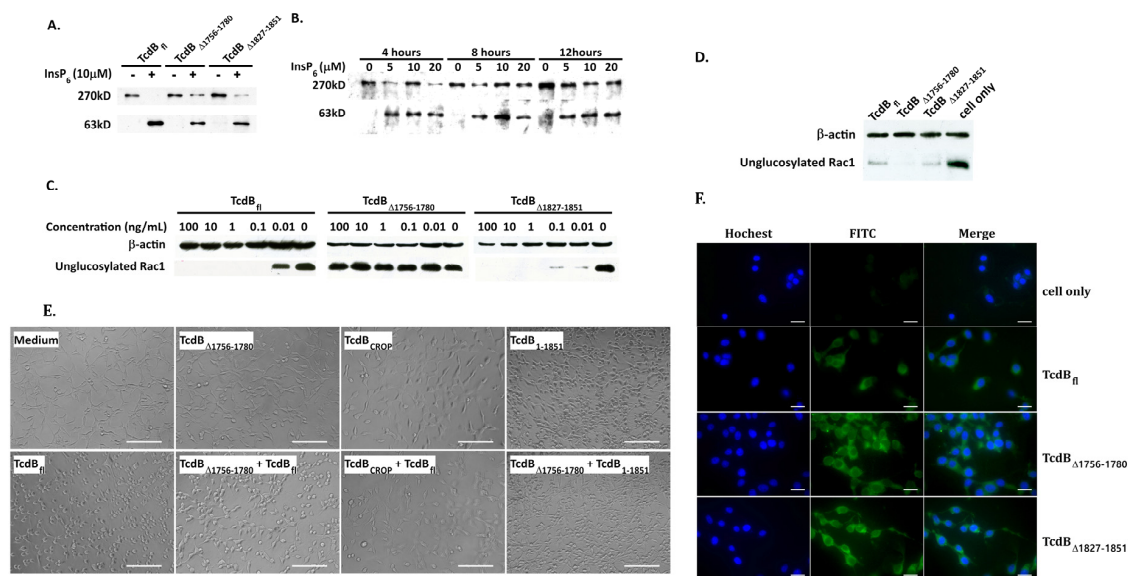 A.
TcdB fl
TcdB Δ1756-1780
TcdB Δ1827-1851
InsP6 (10μM) - + - + - +
270kD
63kD
B.
4 hours 8 hours 12hours
InsP6 (μM) 0 5 10 20 0 5 10 20 0 5 10 20
270kD
63kD
C.
TcdB fl TcdB Δ1756-1780 TcdB Δ1827-1851
Concentration (ng/mL) 100 10 1 0.1 0.01 0 100 10 1 0.1 0.01 0 100 10 1 0.1 0.01 0
β-actin
Unglucosylated Rac1
D.
TcdB fl
TcdB Δ1756-1780
TcdB Δ1827-1851
cell only
β-actin
Unglucosylated Rac1
E.
Medium TcdB Δ1756-1780 TcdB CROP TcdB 1-1851
TcdB fl TcdB Δ1756-1780 + TcdB fl TcdB CROP + TcdB fl TcdB Δ1756-1780 + TcdB 1-1851
F.
Hochest FITC Merge
cell only
TcdB fl
TcdB Δ1756-1780
TcdB Δ1827-1851